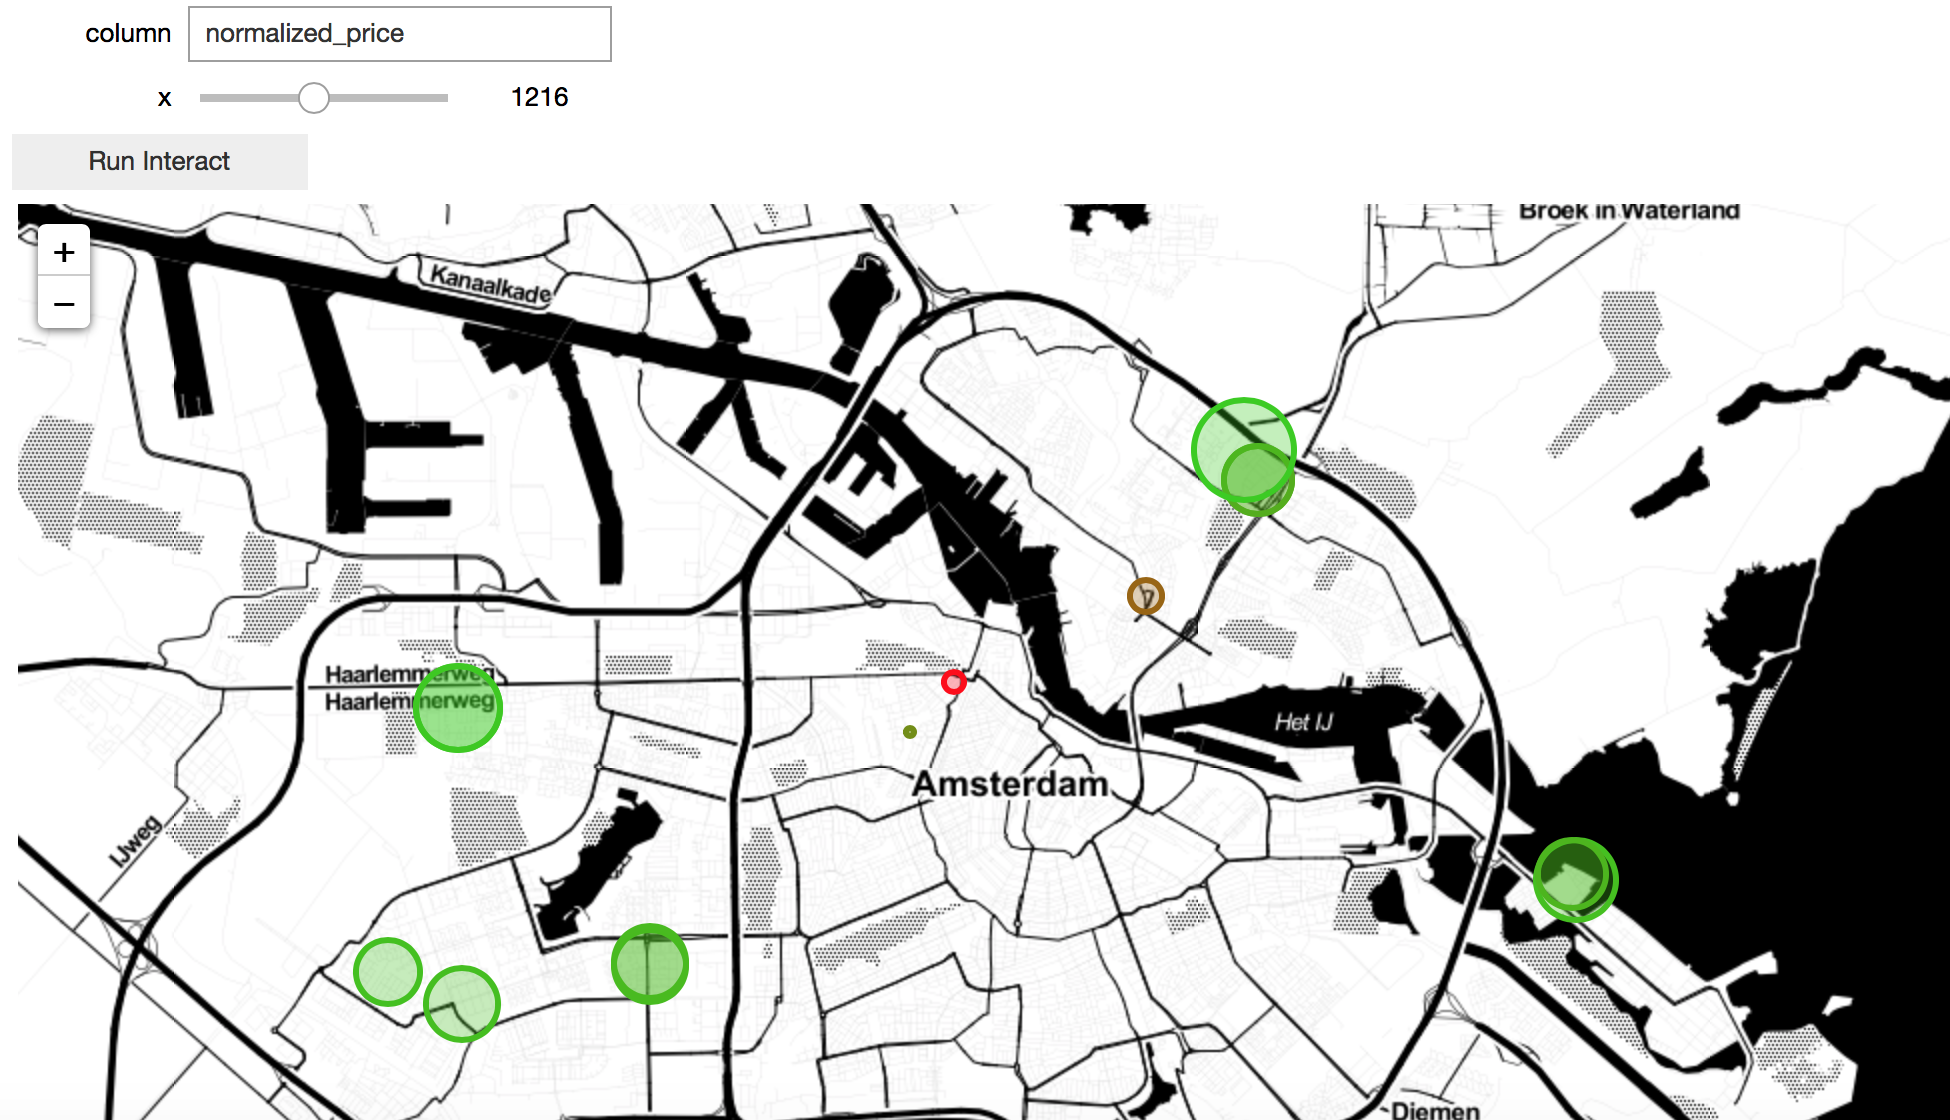 column normalized_price
x 1216
Run Interact
Broek in Waterland
+
Kanaalkade
−
Haarlemmerweg
Haarlemmerweg
Het IJ
Amsterdam
IJweg
Diemen